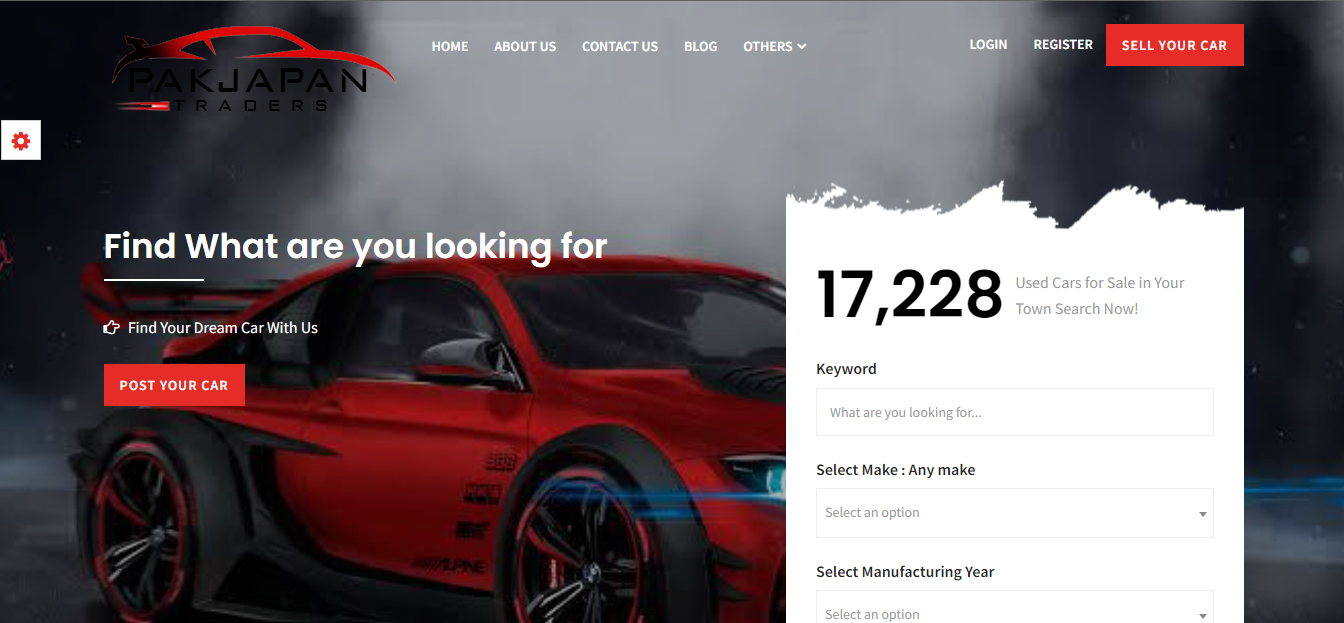 PAKJAPAN
TRADERS
HOME
ABOUT US
CONTACT US
BLOG
OTHERS
LOGIN
REGISTER
SELL YOUR CAR
Find What are you looking for
Find Your Dream Car With Us
POST YOUR CAR
17,228
Used Cars for Sale in Your
Town Search Now!
Keyword
What are you looking for...
Select Make : Any make
Select an option
Select Manufacturing Year
Select an option
BBS
ALPINE